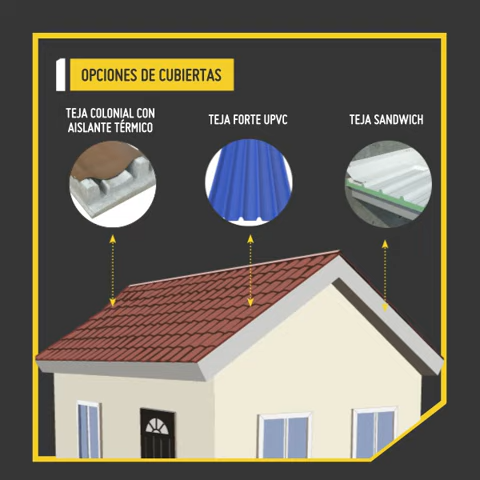 OPCIONES DE CUBIERTAS
TEJA COLONIAL CON
AISLANTE TÉRMICO
TEJA FORTE UPVC
TEJA SANDWICH